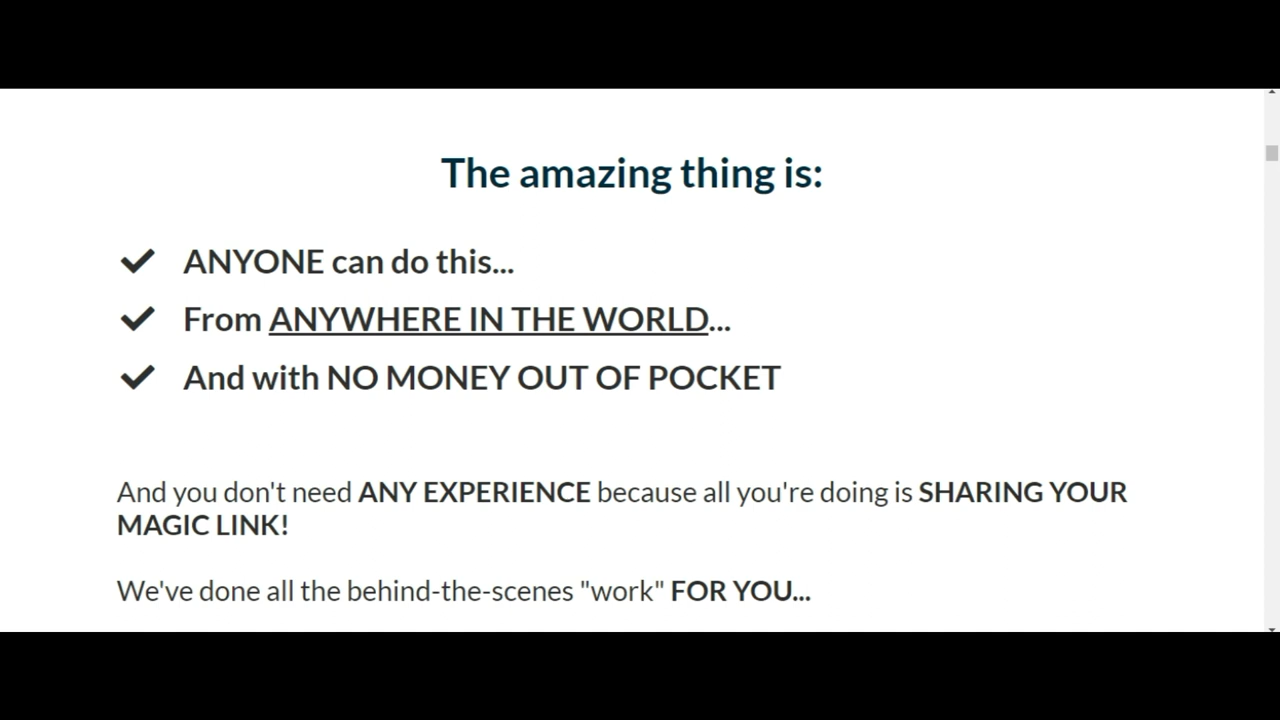 The amazing thing is:
ANYONE can do this...
From ANYWHERE IN THE WORLD...
And with NO MONEY OUT OF POCKET
And you don't need ANY EXPERIENCE because all you're doing is SHARING YOUR
MAGIC LINK!
We've done all the behind-the-scenes "work" FOR YOU...